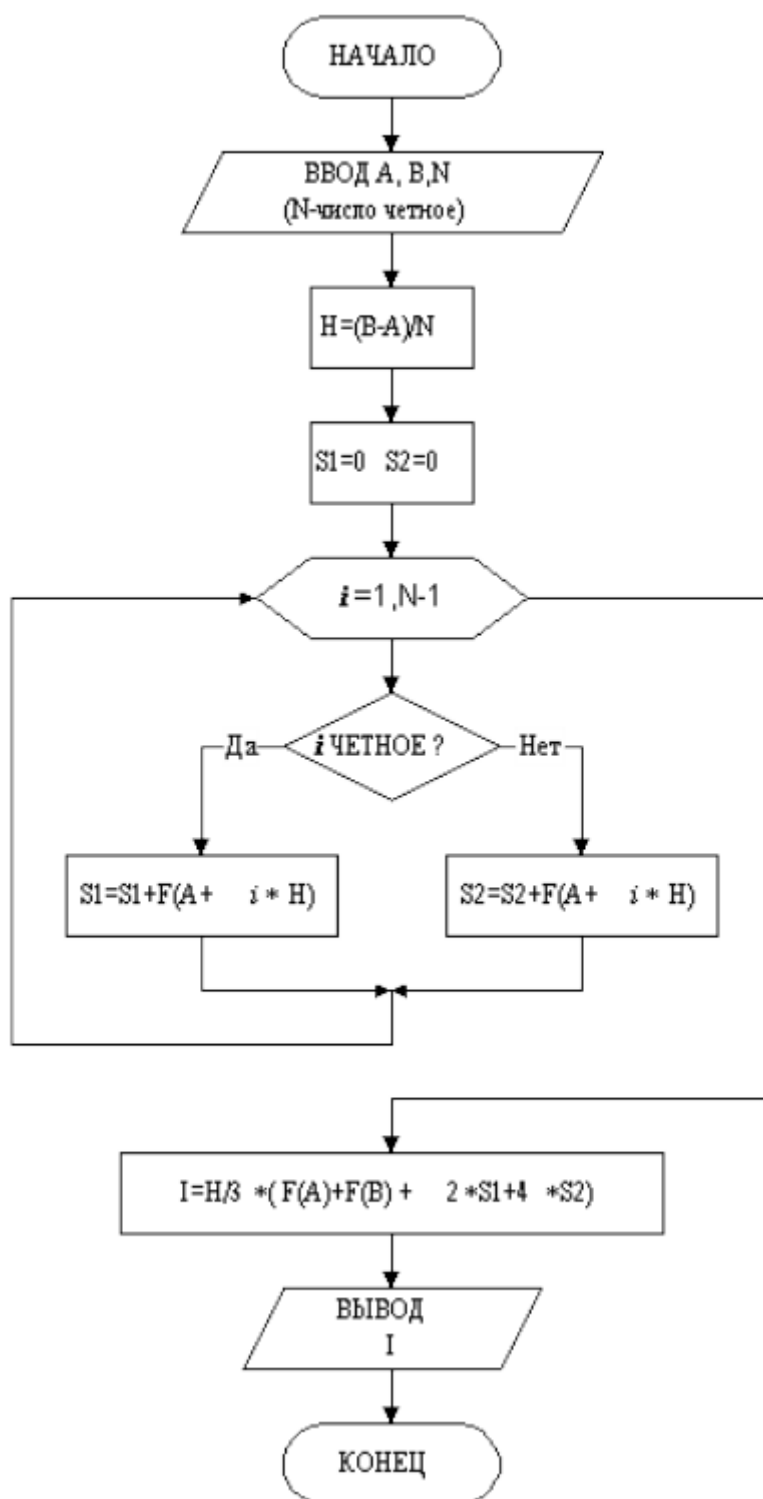 НАЧАЛО
ВВОД A, B,N
(N-число четное)
H=(B-A)/N
S1=0 S2=0
i=1,N-1
i ЧЕТНОЕ ?
Да
Нет
S1=S1+F(A+ i * H)
S2=S2+F(A+ i * H)
I=H/3 *( F(A)+F(B) + 2 *S1+4 *S2)
ВЫВОД
I
КОНЕЦ